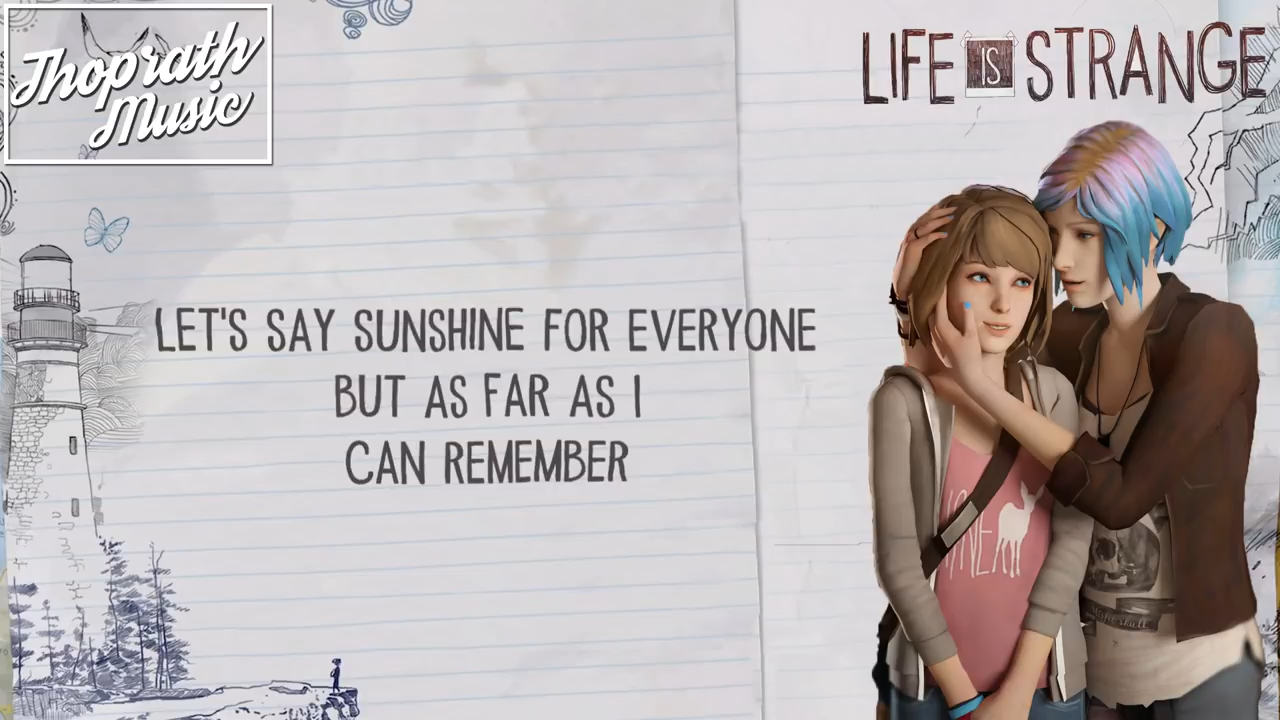 Jhoprath
Music
LIFE IS STRANGE
LET'S SAY SUNSHINE FOR EVERYONE
BUT AS FAR AS I
CAN REMEMBER